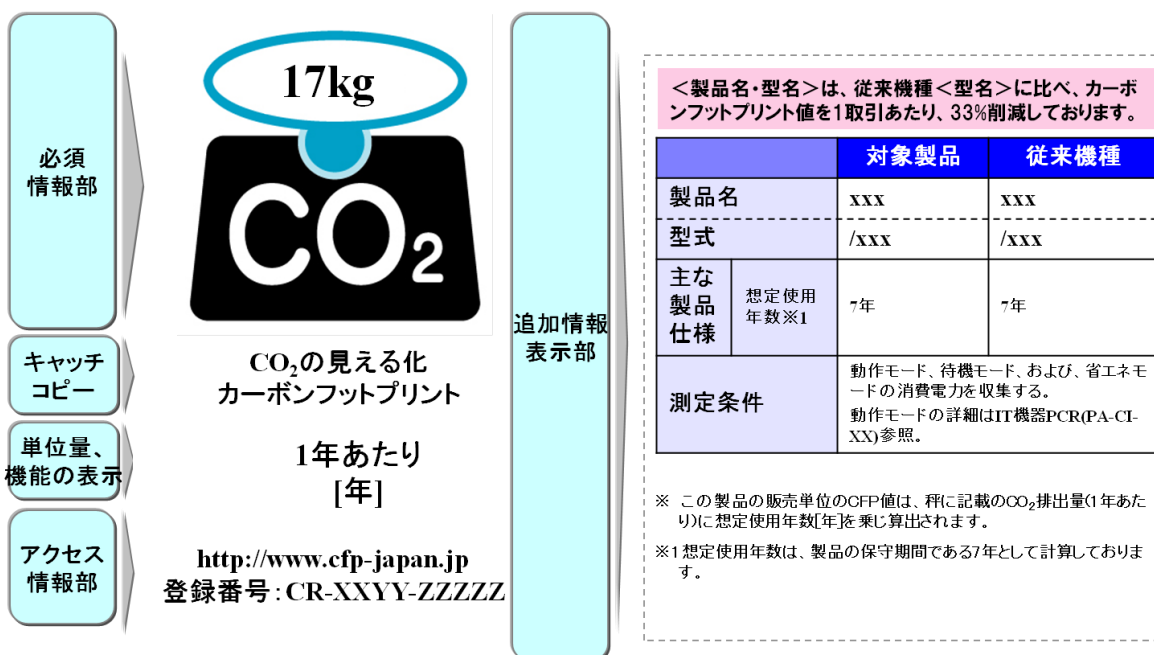 必須
情報部
17kg
CO2
キャッチ
コピー
CO₂の見える化
カーボンフットプリント
単位量、
機能の表示
1年あたり
[年]
アクセス
情報部
http://www.cfp-japan.jp
登録番号:CR-XXYY-ZZZZZ
追加情報
表示部
<製品名・型名>は、従来機種<型名>に比べ、カーボ
ンフットプリント値を1取引あたり、33%削減しております。
対象製品 従来機種
製品名 xxx xxx
型式 /xxx /xxx
主な
製品
仕様
想定使用
年数※1
7年 7年
測定条件
動作モード、待機モード、および、省エネモ
ードの消費電力を収集する。
動作モードの詳細はIT機器PCR(PA-CI-
XX)参照。
※ この製品の販売単位のCFP値は、秤に記載のCO₂排出量(1年あた
り)に想定使用年数[年]を乗じ算出されます。
※1 想定使用年数は、製品の保守期間である7年として計算しておりま
す。